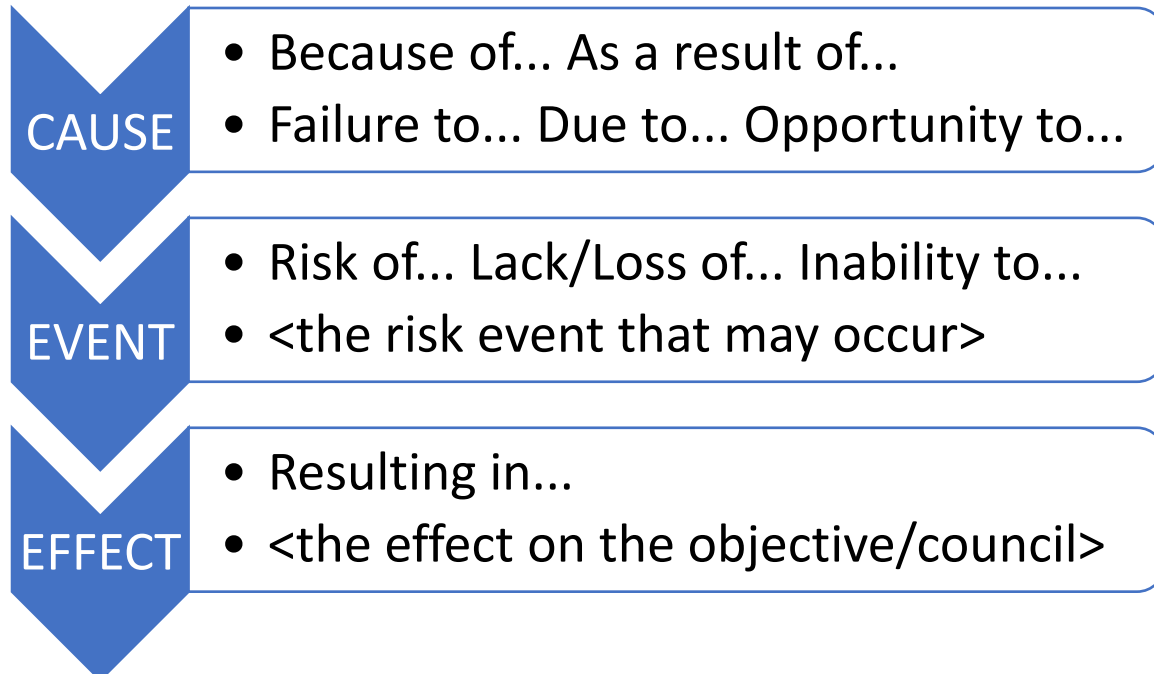 CAUSE
• Because of... As a result of...
• Failure to... Due to... Opportunity to...
EVENT
• Risk of... Lack/Loss of... Inability to...
• <the risk event that may occur>
EFFECT
• Resulting in...
• <the effect on the objective/council>